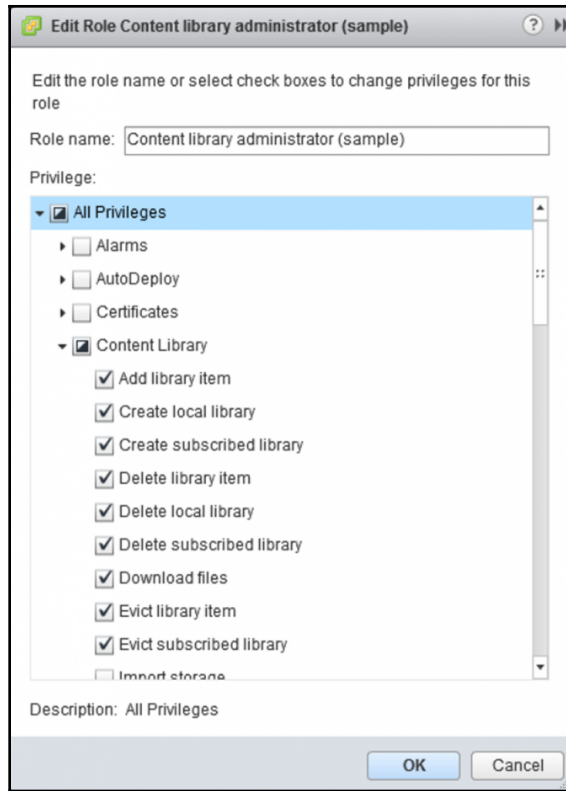 Edit Role Content library administrator (sample)
?
Edit the role name or select check boxes to change privileges for this
role
Role name: Content library administrator (sample)
Privilege:
All Privileges
Alarms
AutoDeploy
Certificates
Content Library
Add library item
Create local library
Create subscribed library
Delete library item
Delete local library
Delete subscribed library
Download files
Evict library item
Evict subscribed library
Import storage
Description: All Privileges
OK Cancel